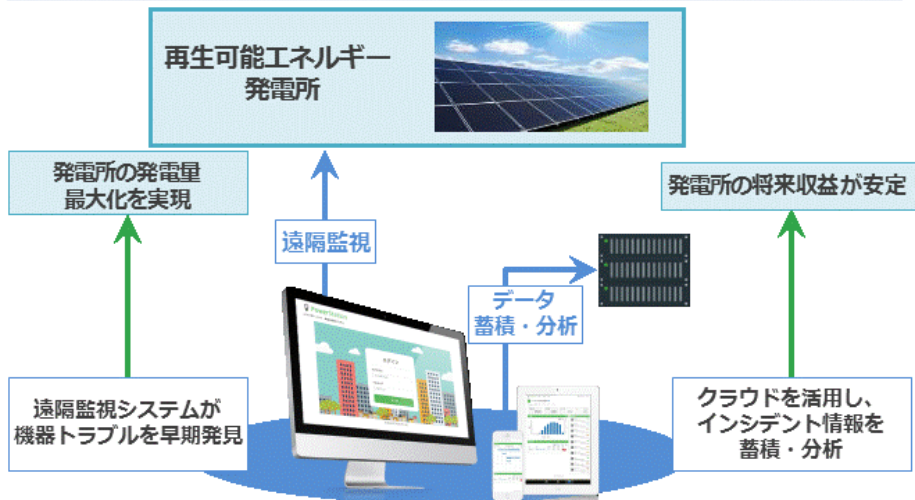 再生可能エネルギー
発電所
発電所の発電量
最大化を実現
発電所の将来収益が安定
遠隔監視
データ
蓄積・分析
遠隔監視システムが
機器トラブルを早期発見
クラウドを活用し、
インシデント情報を
蓄積・分析